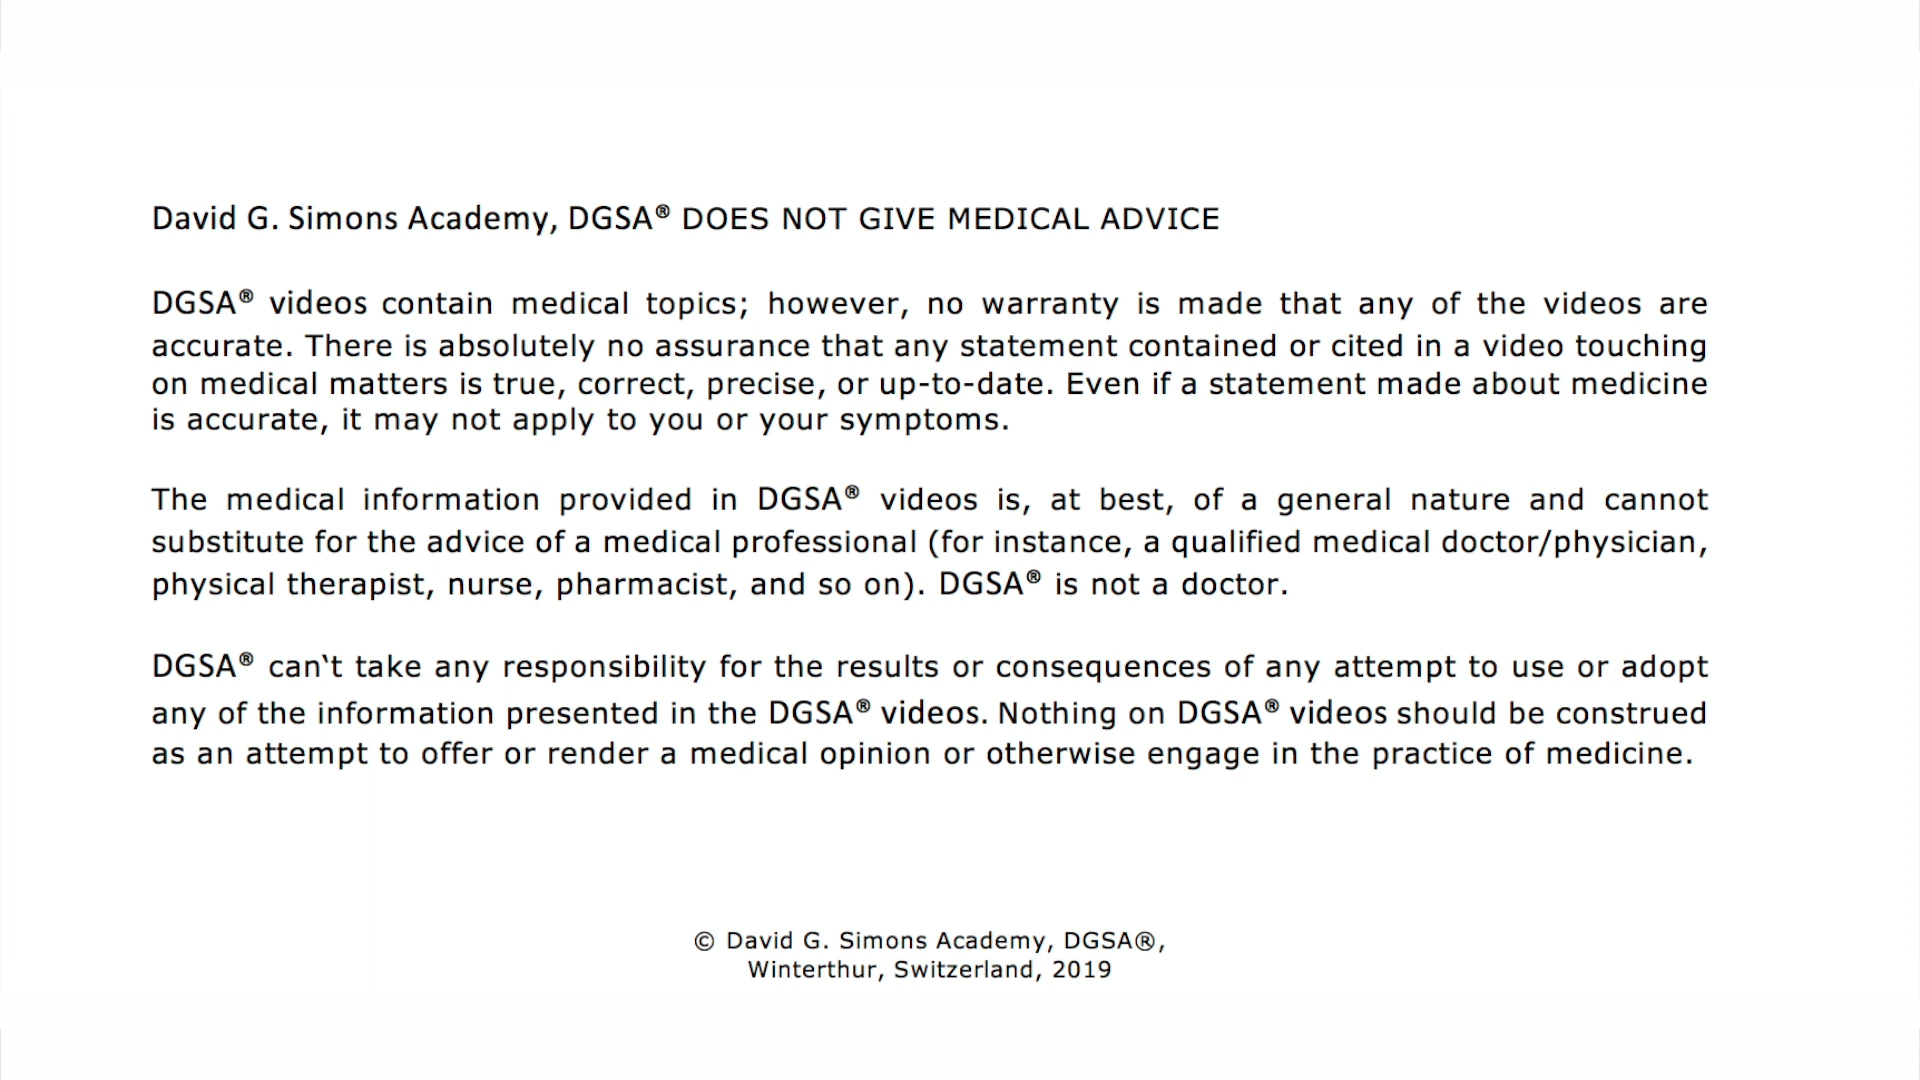 David G. Simons Academy, DGSA® DOES NOT GIVE MEDICAL ADVICE
DGSA® videos contain medical topics; however, no warranty is made that any of the videos are
accurate. There is absolutely no assurance that any statement contained or cited in a video touching
on medical matters is true, correct, precise, or up-to-date. Even if a statement made about medicine
is accurate, it may not apply to you or your symptoms.
The medical information provided in DGSA® videos is, at best, of a general nature and cannot
substitute for the advice of a medical professional (for instance, a qualified medical doctor/physician,
physical therapist, nurse, pharmacist, and so on). DGSA® is not a doctor.
DGSA® can‛t take any responsibility for the results or consequences of any attempt to use or adopt
any of the information presented in the DGSA® videos. Nothing on DGSA® videos should be construed
as an attempt to offer or render a medical opinion or otherwise engage in the practice of medicine.
© David G. Simons Academy, DGSA®,
Winterthur, Switzerland, 2019